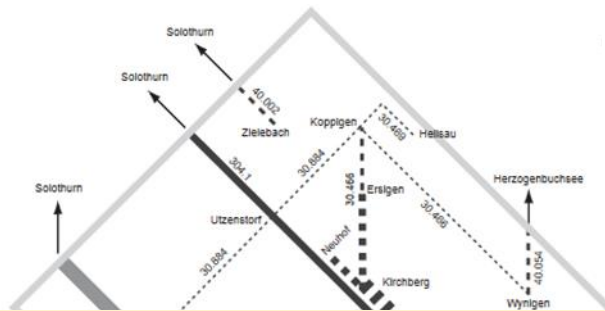 Solothurn
Solothurn
40.002
Zielebach
Koppigen
30.469
Hellsau
304.1
30.884
30.466
Ersigen
30.466
Solothurn
Herzogenbuchsee
Utzenstorf
Neuhof
30.884
Kirchberg
40.054
Wynigen